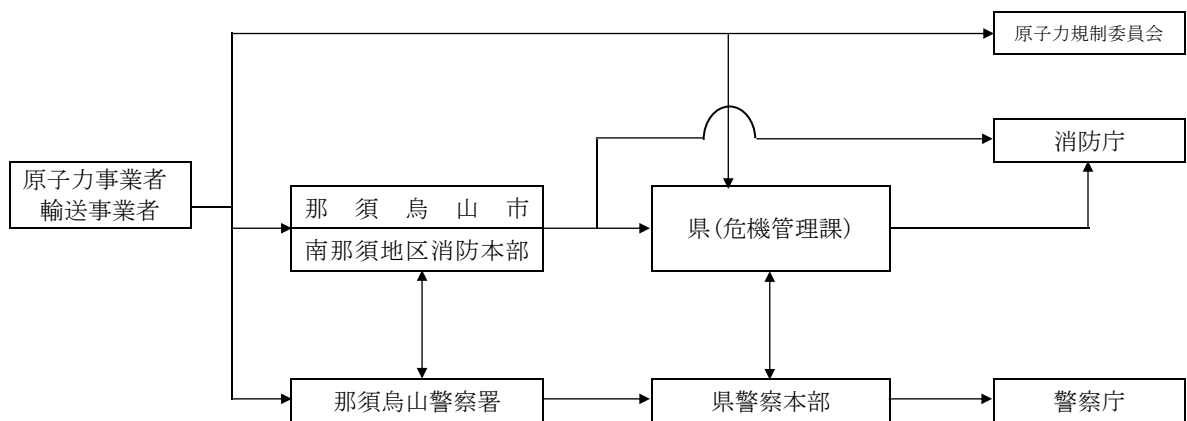 原子力規制委員会
消防庁
原子力事業者
輸送事業者
那須烏山市
南那須地区消防本部
県(危機管理課)
那須烏山警察署
県警察本部
警察庁